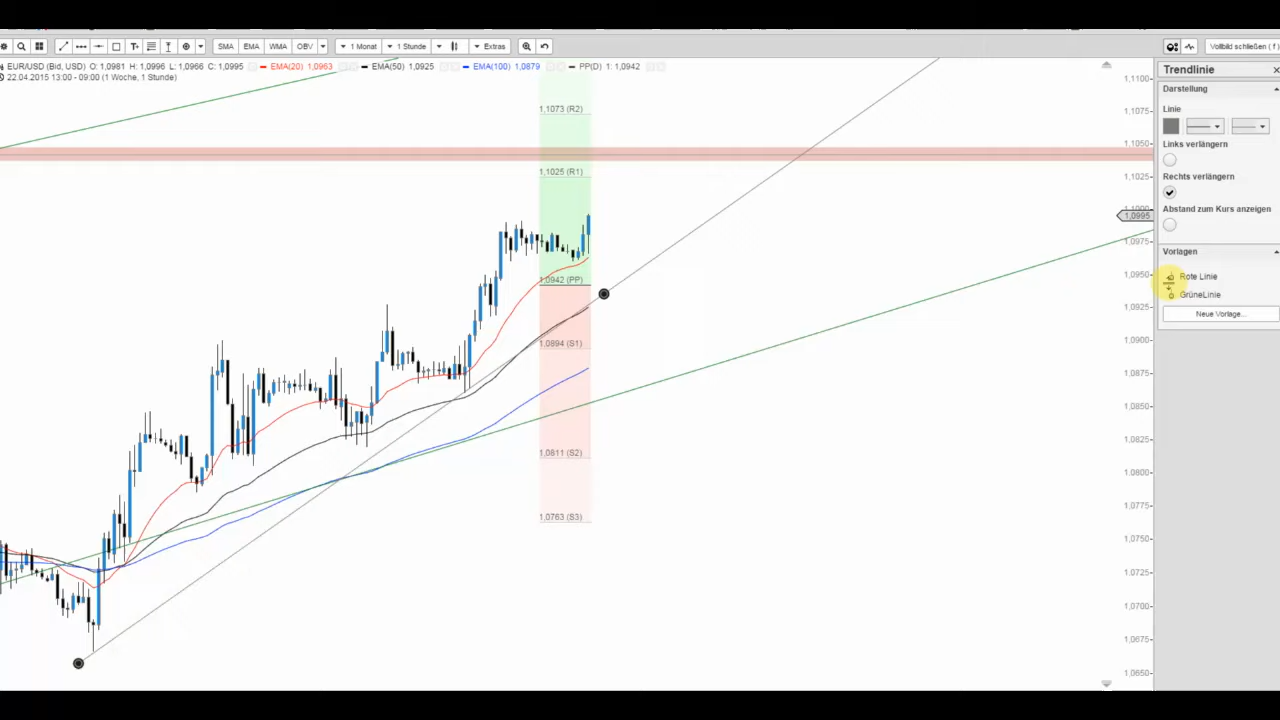 SMA EMA WMA OBV 1 Monat 1 Stunde Extras Vollbild schließen ( f )
EUR/USD (Bid, USD) O: 1,0981 H: 1,0996 L: 1,0966 C: 1,0995 EMA(20) 1,0963 EMA(50) 1,0925 EMA(100) 1,0879 PP(D) 1: 1,0942
22.04.2015 13:00 - 09:00 (1 Woche, 1 Stunde)
Trendlinie
Darstellung
Linie
Links verlängern
Rechts verlängern
Abstand zum Kurs anzeigen
Vorlagen
Rote Linie
GrüneLinie
Neue Vorlage...
1,1073 (R2)
1,1025 (R1)
1,0942 (PP)
1,0894 (S1)
1,0811 (S2)
1,0763 (S3)
1,1100
1,1075
1,1050
1,1025
1,0995
1,0975
1,0950
1,0925
1,0900
1,0875
1,0850
1,0825
1,0800
1,0775
1,0750
1,0725
1,0700
1,0675
1,0650